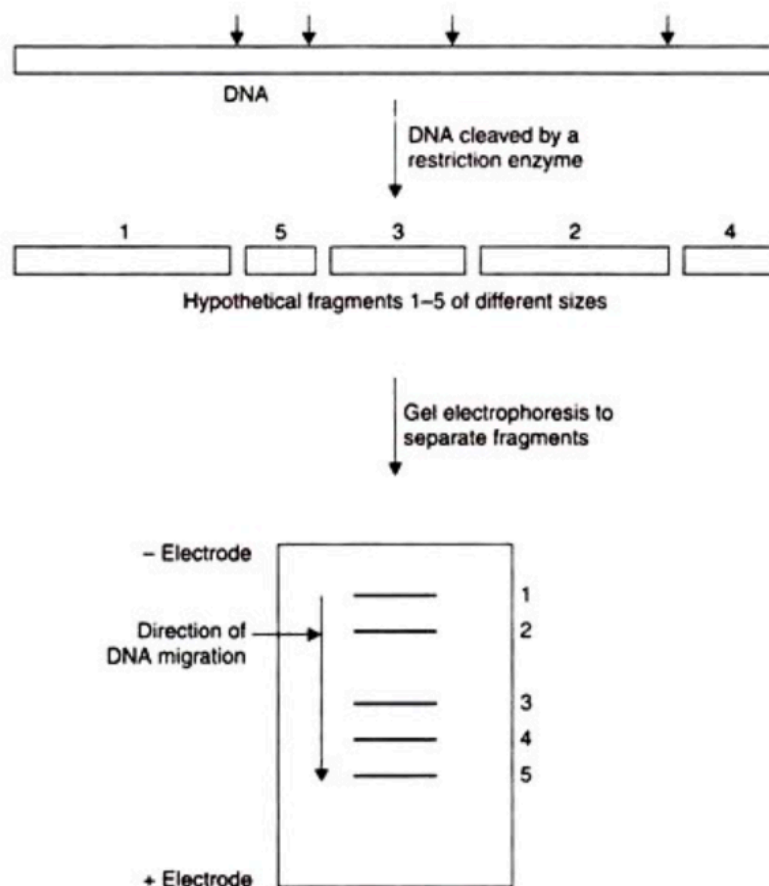 DNA
DNA cleaved by a
restriction enzyme
1 5 3 2 4
Hypothetical fragments 1–5 of different sizes
Gel electrophoresis to
separate fragments
– Electrode
1
Direction of
DNA migration
2
3
4
5
+ Electrode